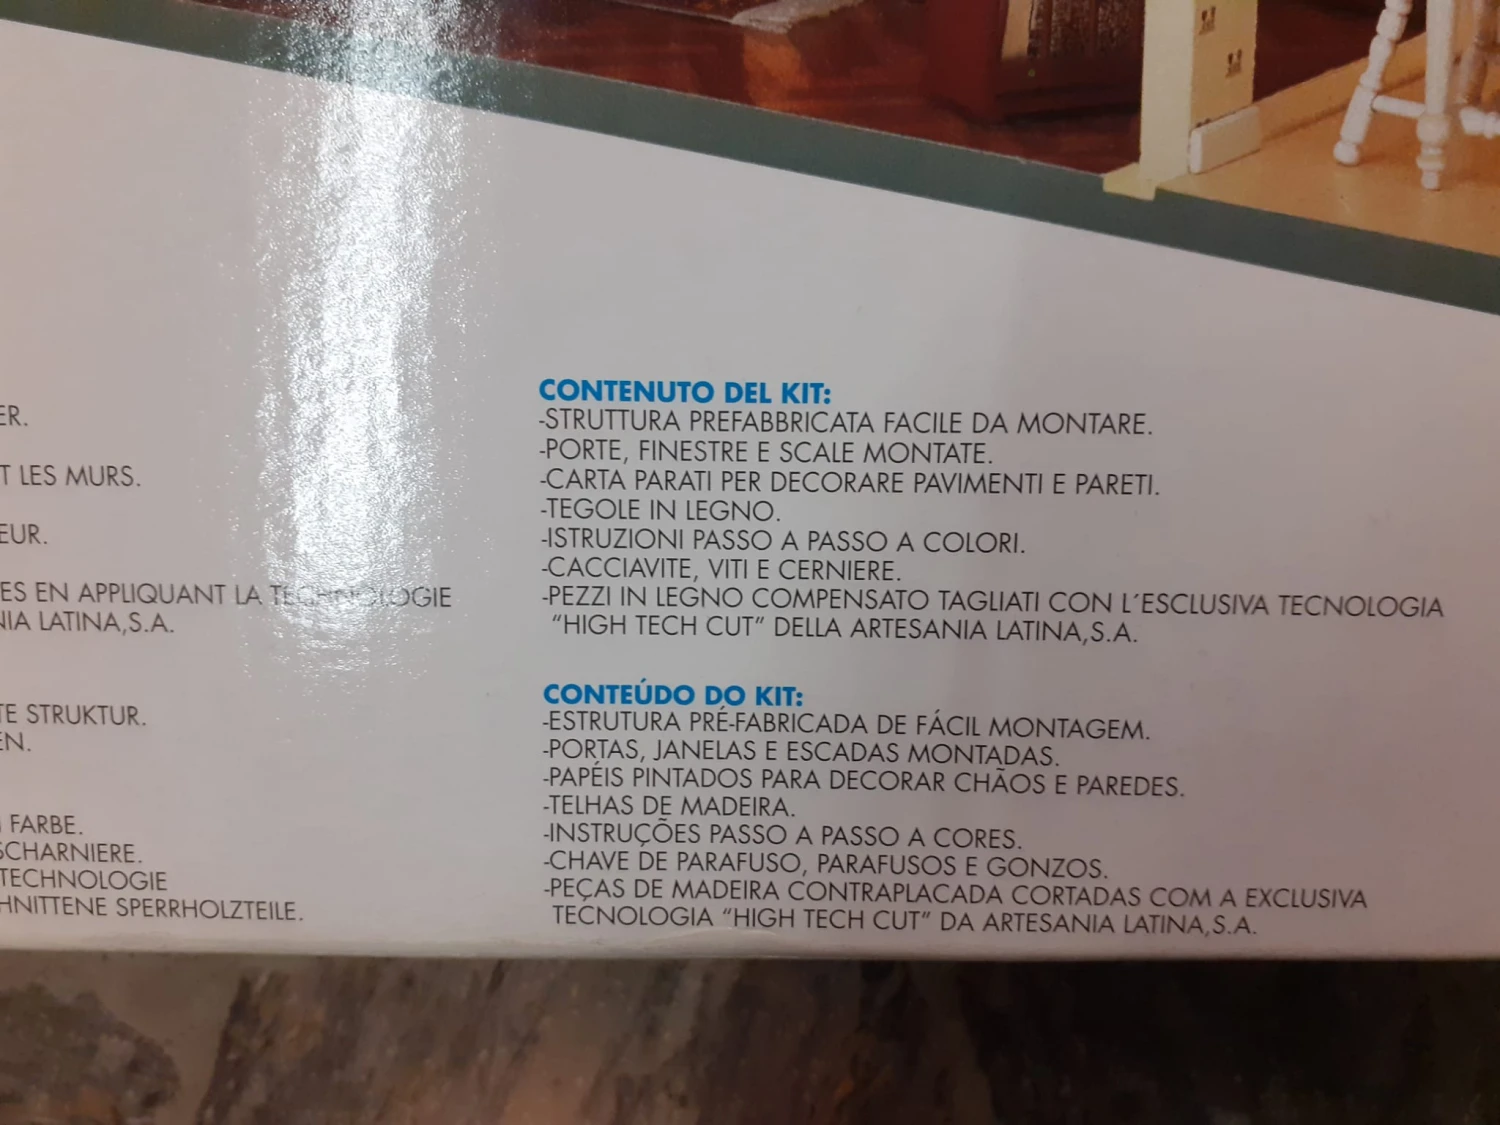 ER.
T LES MURS.
EUR.
ES EN APPLIQUANT LA TECHNOLOGIE
NIA LATINA,S.A.
TE STRUKTUR.
EN.
FARBE.
SCHARNIERE.
TECHNOLOGIE
HNITTENE SPERRHOLZTEILE.
CONTENUTO DEL KIT:
-STRUTTURA PREFABBRICATA FACILE DA MONTARE.
-PORTE, FINESTRE E SCALE MONTATE.
-CARTA PARATI PER DECORARE PAVIMENTI E PARETI.
-TEGOLE IN LEGNO.
-ISTRUZIONI PASSO A PASSO A COLORI.
-CACCIAVITE, VITI E CERNIERE.
-PEZZI IN LEGNO COMPENSATO TAGLIATI CON L´ESCLUSIVA TECNOLOGIA
“HIGH TECH CUT” DELLA ARTESANIA LATINA,S.A.
CONTEÚDO DO KIT:
-ESTRUTURA PRÉ-FABRICADA DE FÁCIL MONTAGEM.
-PORTAS, JANELAS E ESCADAS MONTADAS.
-PAPÉIS PINTADOS PARA DECORAR CHÃOS E PAREDES.
-TELHAS DE MADEIRA.
-INSTRUÇÕES PASSO A PASSO A CORES.
-CHAVE DE PARAFUSO, PARAFUSOS E GONZOS.
-PEÇAS DE MADEIRA CONTRAPLACADA CORTADAS COM A EXCLUSIVA
TECNOLOGIA “HIGH TECH CUT” DA ARTESANIA LATINA,S.A.